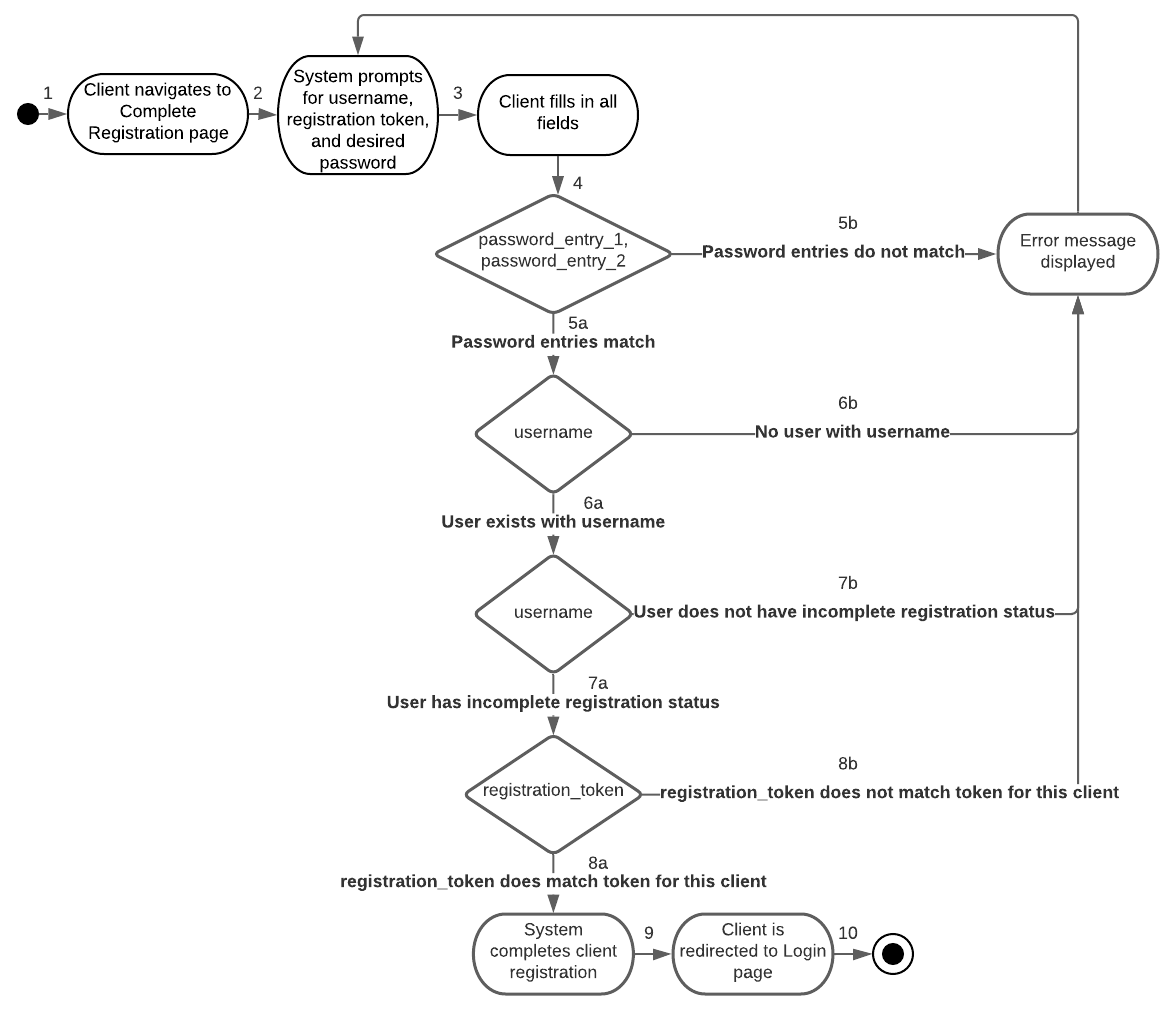 1
Client navigates to
Complete
Registration page
2
System prompts
for username,
registration token,
and desired
password
3
Client fills in all
fields
4
password_entry_1,
password_entry_2
5b
Password entries do not match
Error message
displayed
5a
Password entries match
username
6b
No user with username
6a
User exists with username
username
7b
User does not have incomplete registration status
7a
User has incomplete registration status
registration_token
8b
registration_token does not match token for this client
8a
registration_token does match token for this client
System
completes client
registration
9
Client is
redirected to Login
page
10